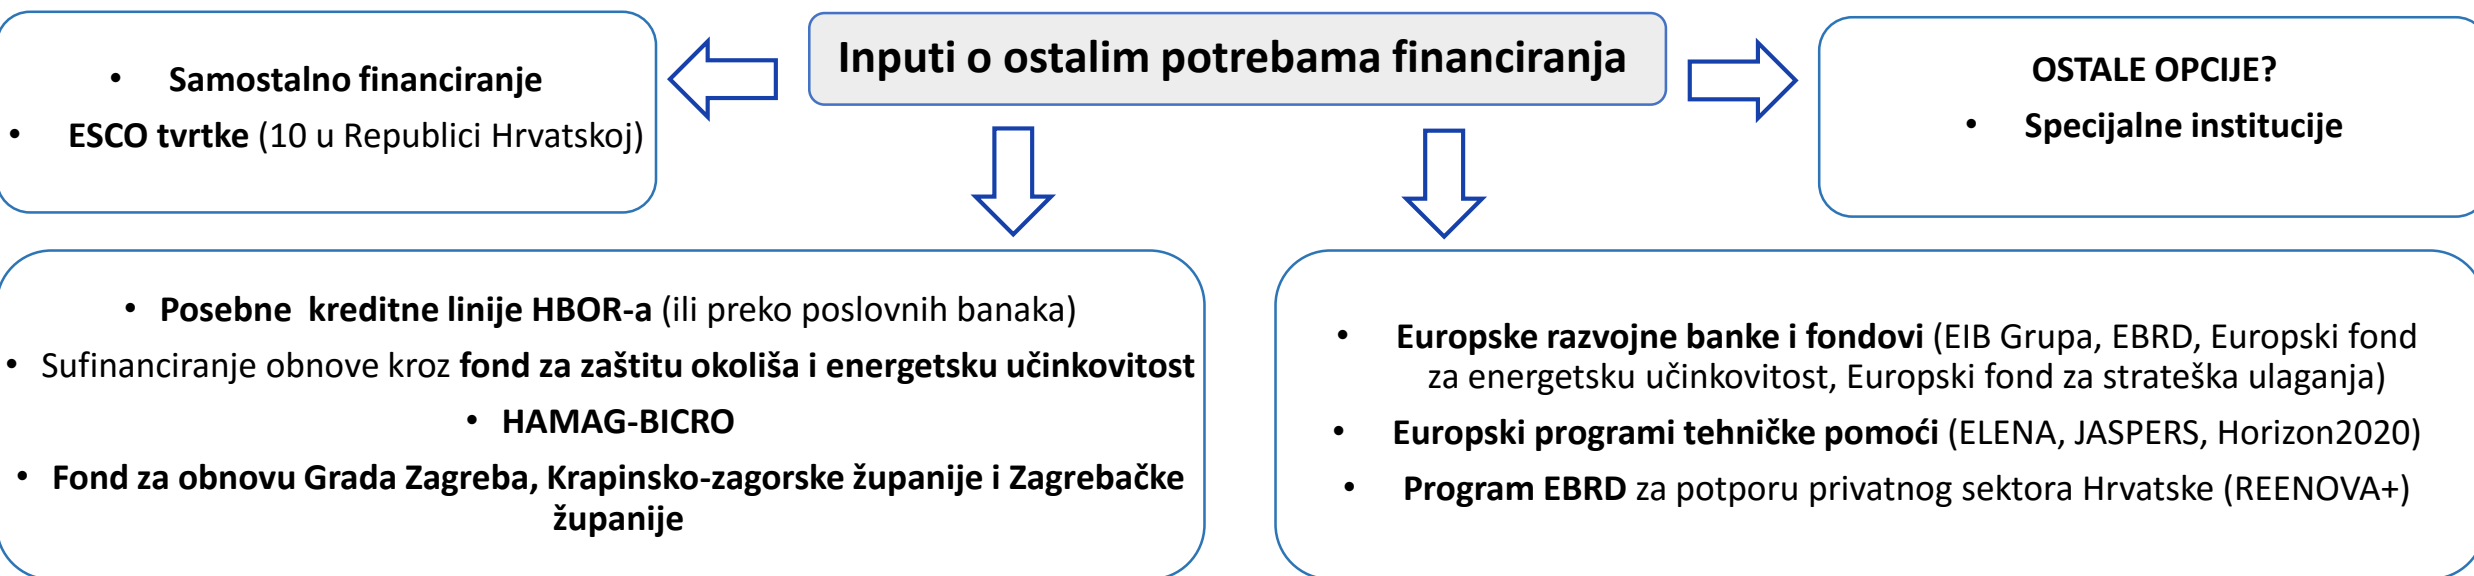 Inputi o ostalim potrebama financiranja
• Samostalno financiranje
• ESCO tvrtke (10 u Republici Hrvatskoj)
OSTALE OPCIJE?
• Specijalne institucije
• Posebne kreditne linije HBOR-a (ili preko poslovnih banaka)
• Sufinanciranje obnove kroz fond za zaštitu okoliša i energetsku učinkovitost
• HAMAG-BICRO
• Fond za obnovu Grada Zagreba, Krapinsko-zagorske županije i Zagrebačke
županije
• Europske razvojne banke i fondovi (EIB Grupa, EBRD, Europski fond
za energetsku učinkovitost, Europski fond za strateška ulaganja)
• Europski programi tehničke pomoći (ELENA, JASPERS, Horizon2020)
• Program EBRD za potporu privatnog sektora Hrvatske (REENOVA+)